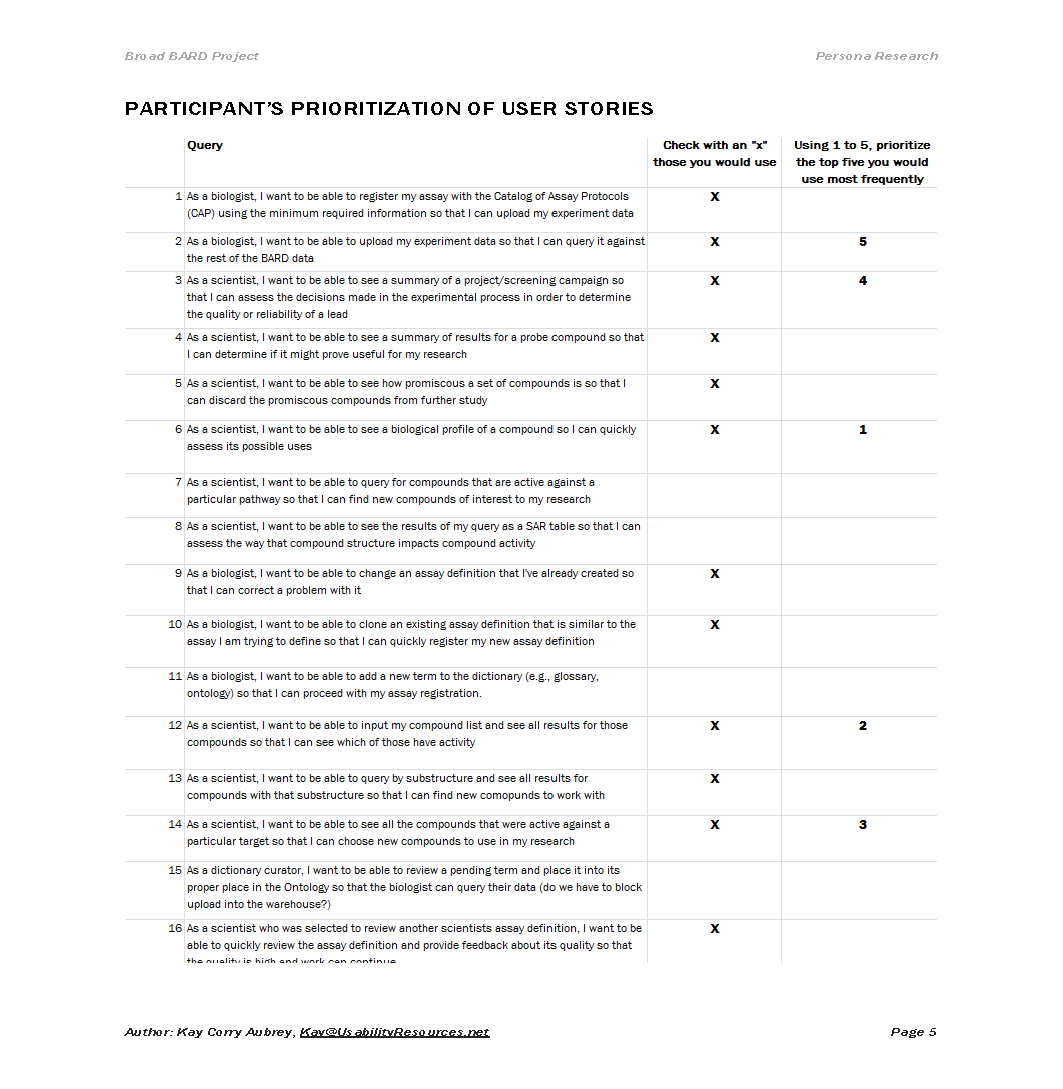 Broad BARD Project Persona Research
PARTICIPANT'S PRIORITIZATION OF USER STORIES
Query Check with an "x" Using 1 to 5, prioritize
those you would use the top five you would
use most frequently
1 As a biologist, I want to be able to register my assay with the Catalog of Assay Protocols X
(CAP) using the minimum required information so that I can upload my experiment data
2 As a biologist, I want to be able to upload my experiment data so that I can query it against X 5
the rest of the BARD data
3 As a scientist, I want to be able to see a summary of a project/screening campaign so X 4
that I can assess the decisions made in the experimental process in order to determine
the quality or reliability of a lead
4 As a scientist, I want to be able to see a summary of results for a probe compound so that X
I can determine if it might prove useful for my research
5 As a scientist, I want to be able to see how promiscous a set of compounds is so that I X
can discard the promiscous compounds from further study
6 As a scientist, I want to be able to see a biological profile of a compound so I can quickly X 1
assess its possible uses
7 As a scientist, I want to be able to query for compounds that are active against a
particular pathway so that I can find new compounds of interest to my research
8 As a scientist, I want to be able to see the results of my query as a SAR table so that I can
assess the way that compound structure impacts compound activity
9 As a biologist, I want to be able to change an assay definition that I've already created so X
that I can correct a problem with it
10 As a biologist, I want to be able to clone an existing assay definition that is similar to the X
assay I am trying to define so that I can quickly register my new assay definition
11 As a biologist, I want to be able to add a new term to the dictionary (e.g., glossary,
ontology) so that I can proceed with my assay registration.
12 As a scientist, I want to be able to input my compound list and see all results for those X 2
compounds so that I can see which of those have activity
13 As a scientist, I want to be able to query by substructure and see all results for X
compounds with that substructure so that I can find new comopunds to work with
14 As a scientist, I want to be able to see all the compounds that were active against a X 3
particular target so that I can choose new compounds to use in my research
15 As a dictionary curator, I want to be able to review a pending term and place it into its
proper place in the Ontology so that the biologist can query their data (do we have to block
upload into the warehouse?)
16 As a scientist who was selected to review another scientists assay definition, I want to be X
able to quickly review the assay definition and provide feedback about its quality so that
the quality is high and work can continue
Author: Kay Corry Aubrey, Kay@UsabilityResources.net Page 5